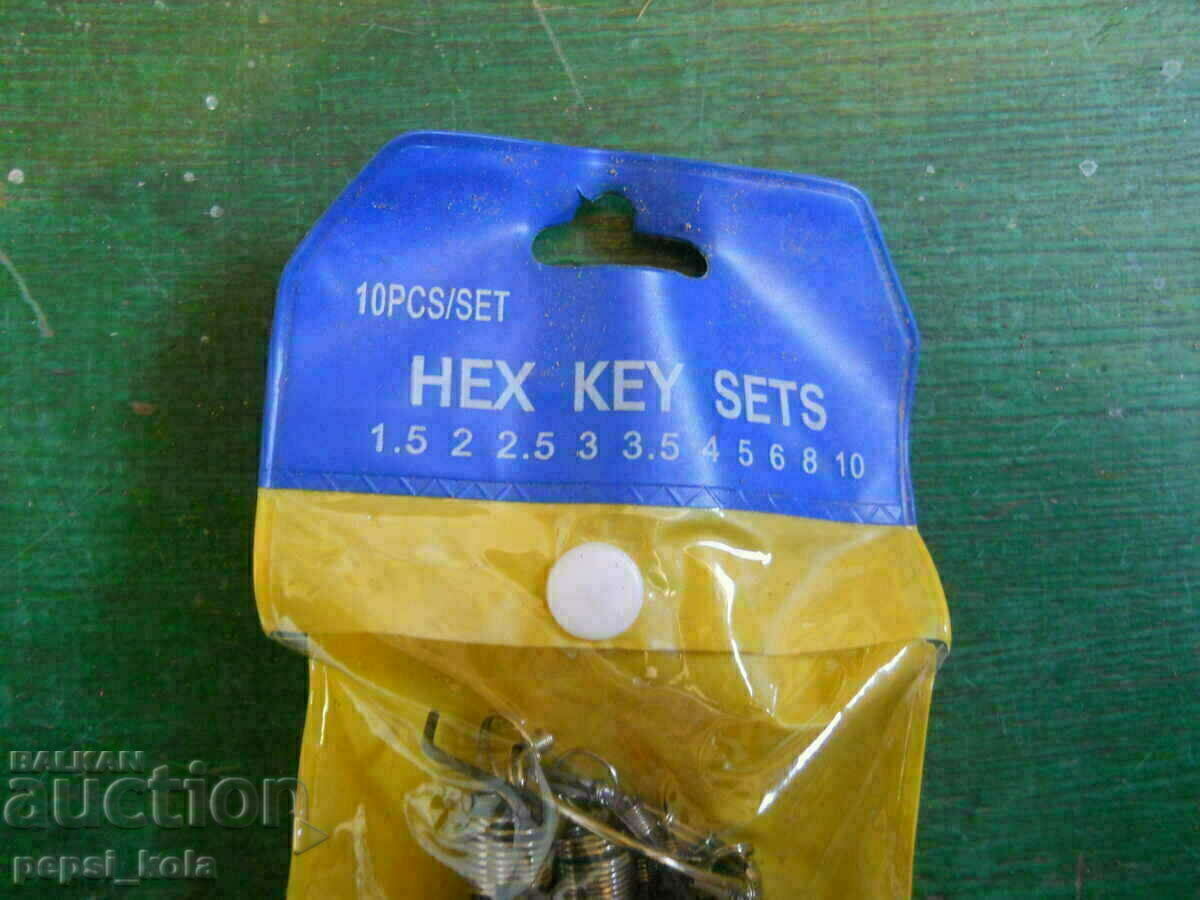 10PCS/SET
HEX KEY SETS
1.5 2 2.5 3 3.5 4 5 6 8 10
BALKAN
auction
pepsi_kola